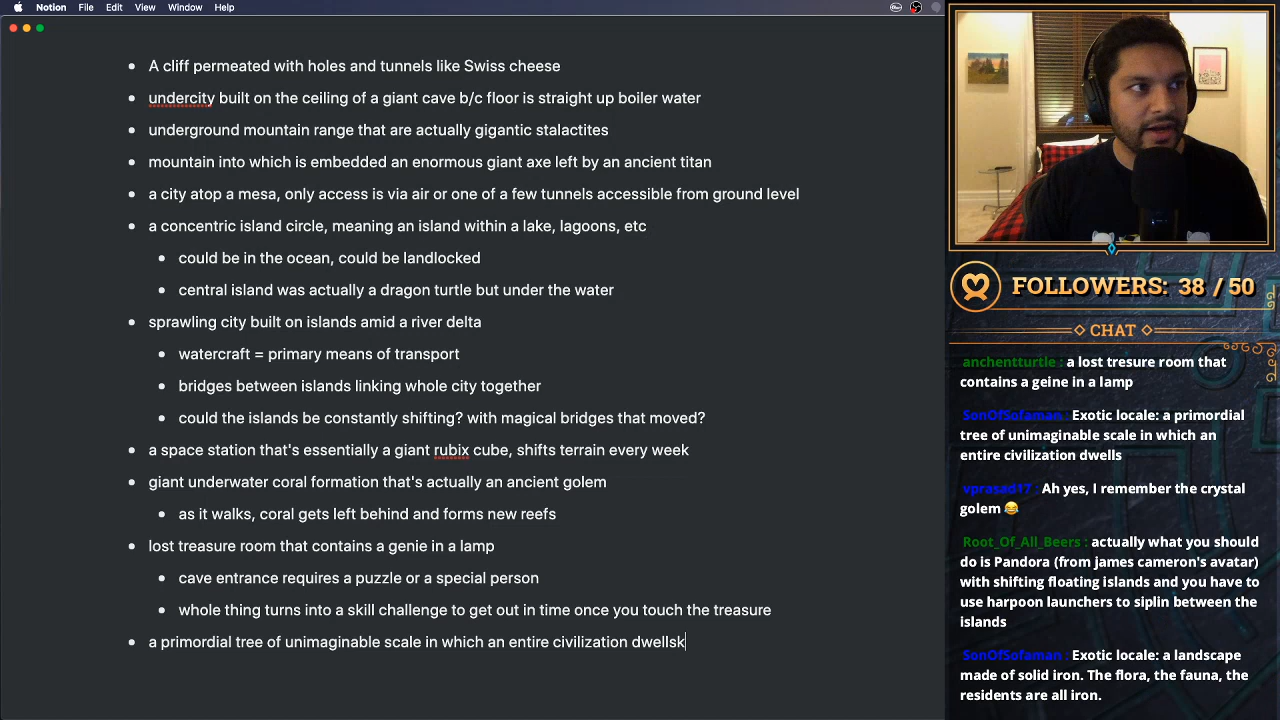 Notion File Edit View Window Help
A cliff permeated with holes and tunnels like Swiss cheese
undercity built on the ceiling of a giant cave b/c floor is straight up boiler water
underground mountain range that are actually gigantic stalactites
mountain into which is embedded an enormous giant axe left by an ancient titan
a city atop a mesa, only access is via air or one of a few tunnels accessible from ground level
a concentric island circle, meaning an island within a lake, lagoons, etc
could be in the ocean, could be landlocked
central island was actually a dragon turtle but under the water
sprawling city built on islands amid a river delta
watercraft = primary means of transport
bridges between islands linking whole city together
could the islands be constantly shifting? with magical bridges that moved?
a space station that's essentially a giant rubix cube, shifts terrain every week
giant underwater coral formation that's actually an ancient golem
as it walks, coral gets left behind and forms new reefs
lost treasure room that contains a genie in a lamp
cave entrance requires a puzzle or a special person
whole thing turns into a skill challenge to get out in time once you touch the treasure
a primordial tree of unimaginable scale in which an entire civilization dwellsk
FOLLOWERS: 38 / 50
CHAT
anchentturtle : a lost tresure room that
contains a geine in a lamp
SonOfSofaman : Exotic locale: a primordial
tree of unimaginable scale in which an
entire civilization dwells
vprasad17 : Ah yes, I remember the crystal
golem 😂
Root_Of_All_Beers : actually what you should
do is Pandora (from james cameron's avatar)
with shifting floating islands and you have to
use harpoon launchers to siplin between the
islands
SonOfSofaman : Exotic locale: a landscape
made of solid iron. The flora, the fauna, the
residents are all iron.